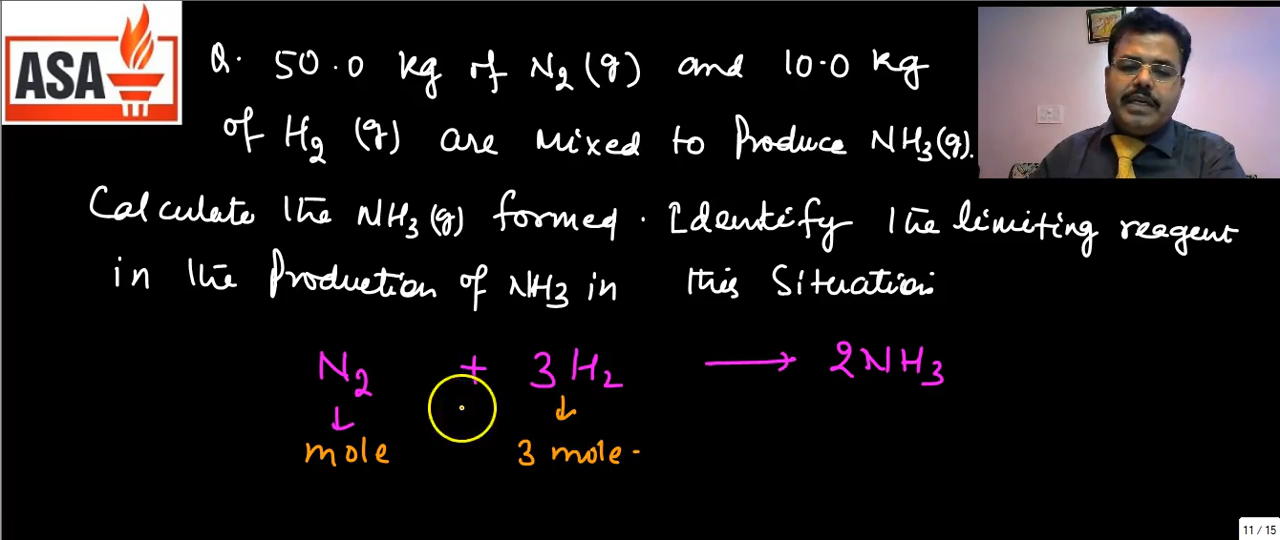 ASA
Q. 50.0 kg of N2(g) and 10.0 kg
of H2 (g) are mixed to Produce NH3(g).
Calculate the NH3(g) formed. Identify the limiting reagent
in the Production of NH3 in this Situation
N2 + 3H2 → 2NH3
↓ ↓
mole 3 mole -
11 / 15